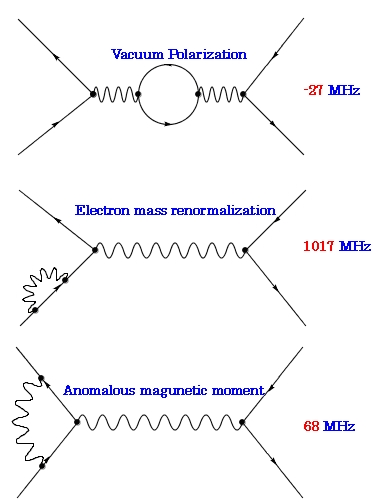 Vacuum Polarization
-27 MHz
Electron mass renormalization
1017 MHz
Anomalous magunetic moment
68 MHz